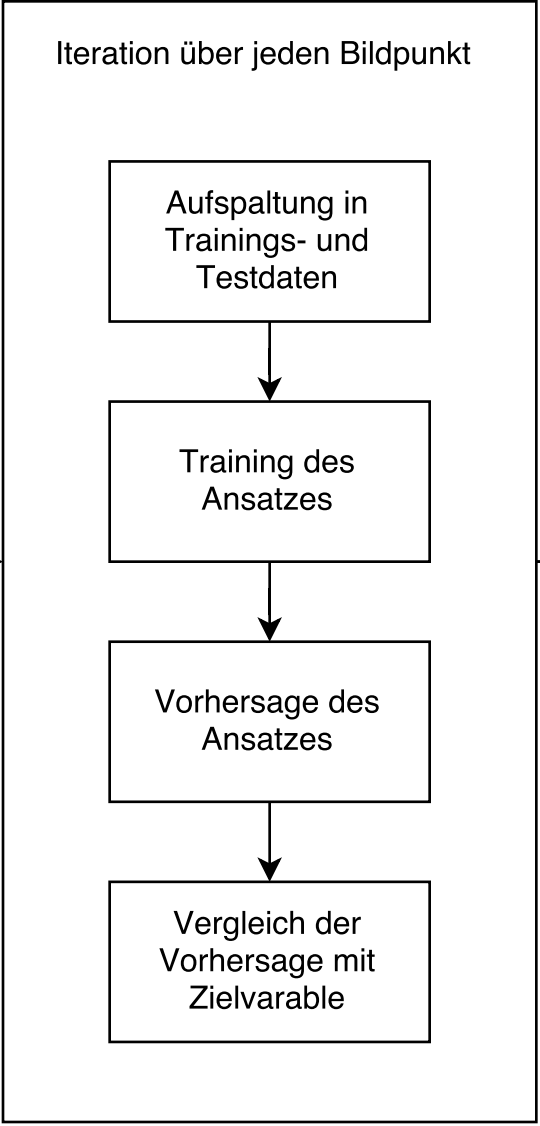 Iteration über jeden Bildpunkt
Aufspaltung in
Trainings- und
Testdaten
Training des
Ansatzes
Vorhersage des
Ansatzes
Vergleich der
Vorhersage mit
Zielvarable